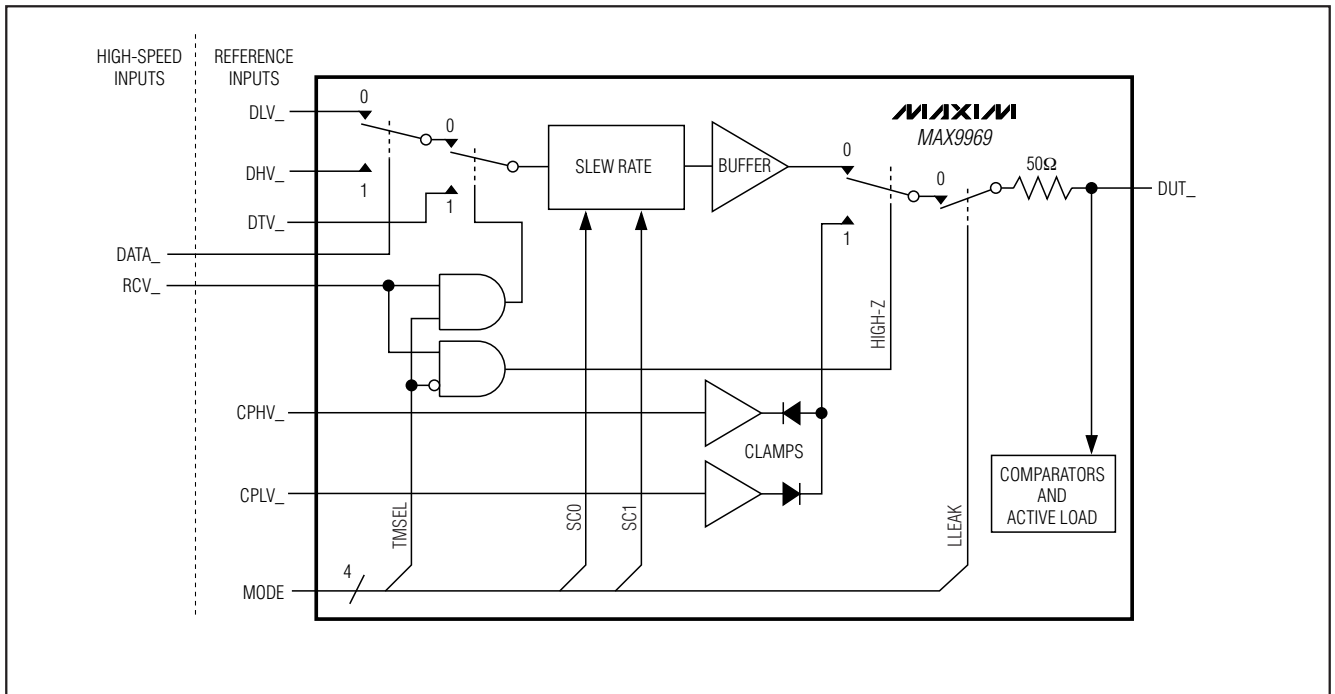 HIGH-SPEED
INPUTS
REFERENCE
INPUTS
DLV_
DHV_
DTV_
DATA_
RCV_
CPHV_
CPLV_
MODE
4
0
1
0
1
SLEW RATE
BUFFER
0
1
0
MAXIM
MAX9969
50Ω
DUT_
HIGH-Z
CLAMPS
TMSEL
SC0
SC1
LLEAK
COMPARATORS
AND
ACTIVE LOAD